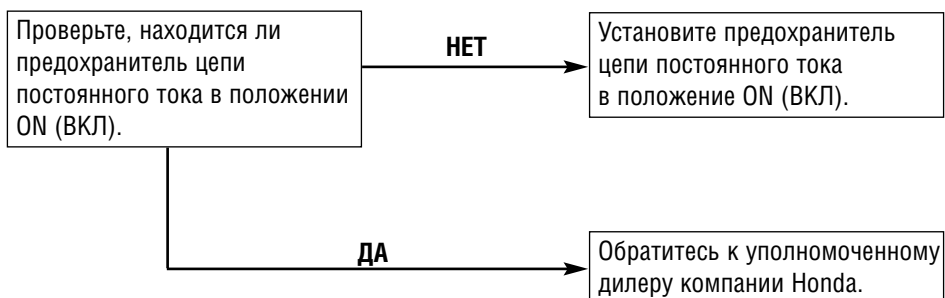 Проверьте, находится ли
предохранитель цепи
постоянного тока в положении
ON (ВКЛ).
НЕТ
Установите предохранитель
цепи постоянного тока
в положение ON (ВКЛ).
ДА
Обратитесь к уполномоченному
дилеру компании Honda.